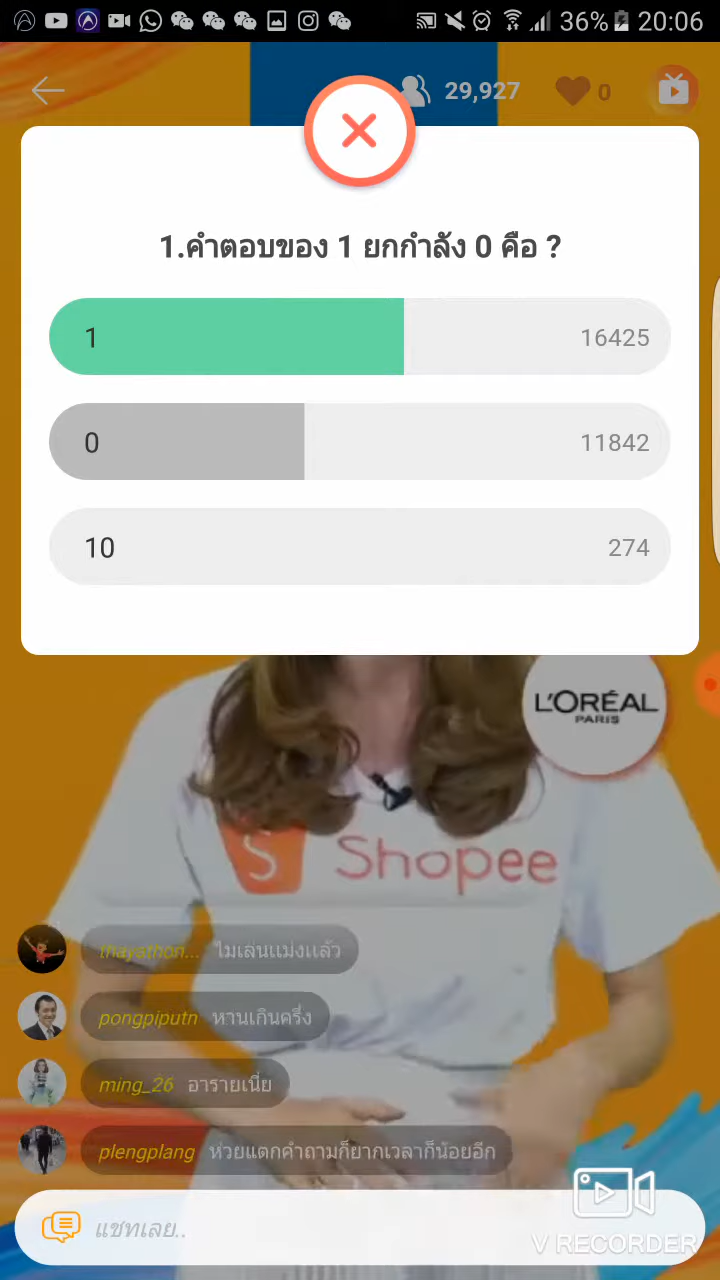 36% 20:06
29,927 0
1.คำตอบของ 1 ยกกำลัง 0 คือ ?
1 16425
0 11842
10 274
L'ORÉAL
PARIS
S Shopee
thayathon... ไมเล่นแม่งแล้ว
pongpiputn หานเกินครึ่ง
ming_26 อารายเนี่ย
plengplang ห่วยแตกคำถามก็ยากเวลาก็น้อยอีก
แชทเลย..
V RECORDER